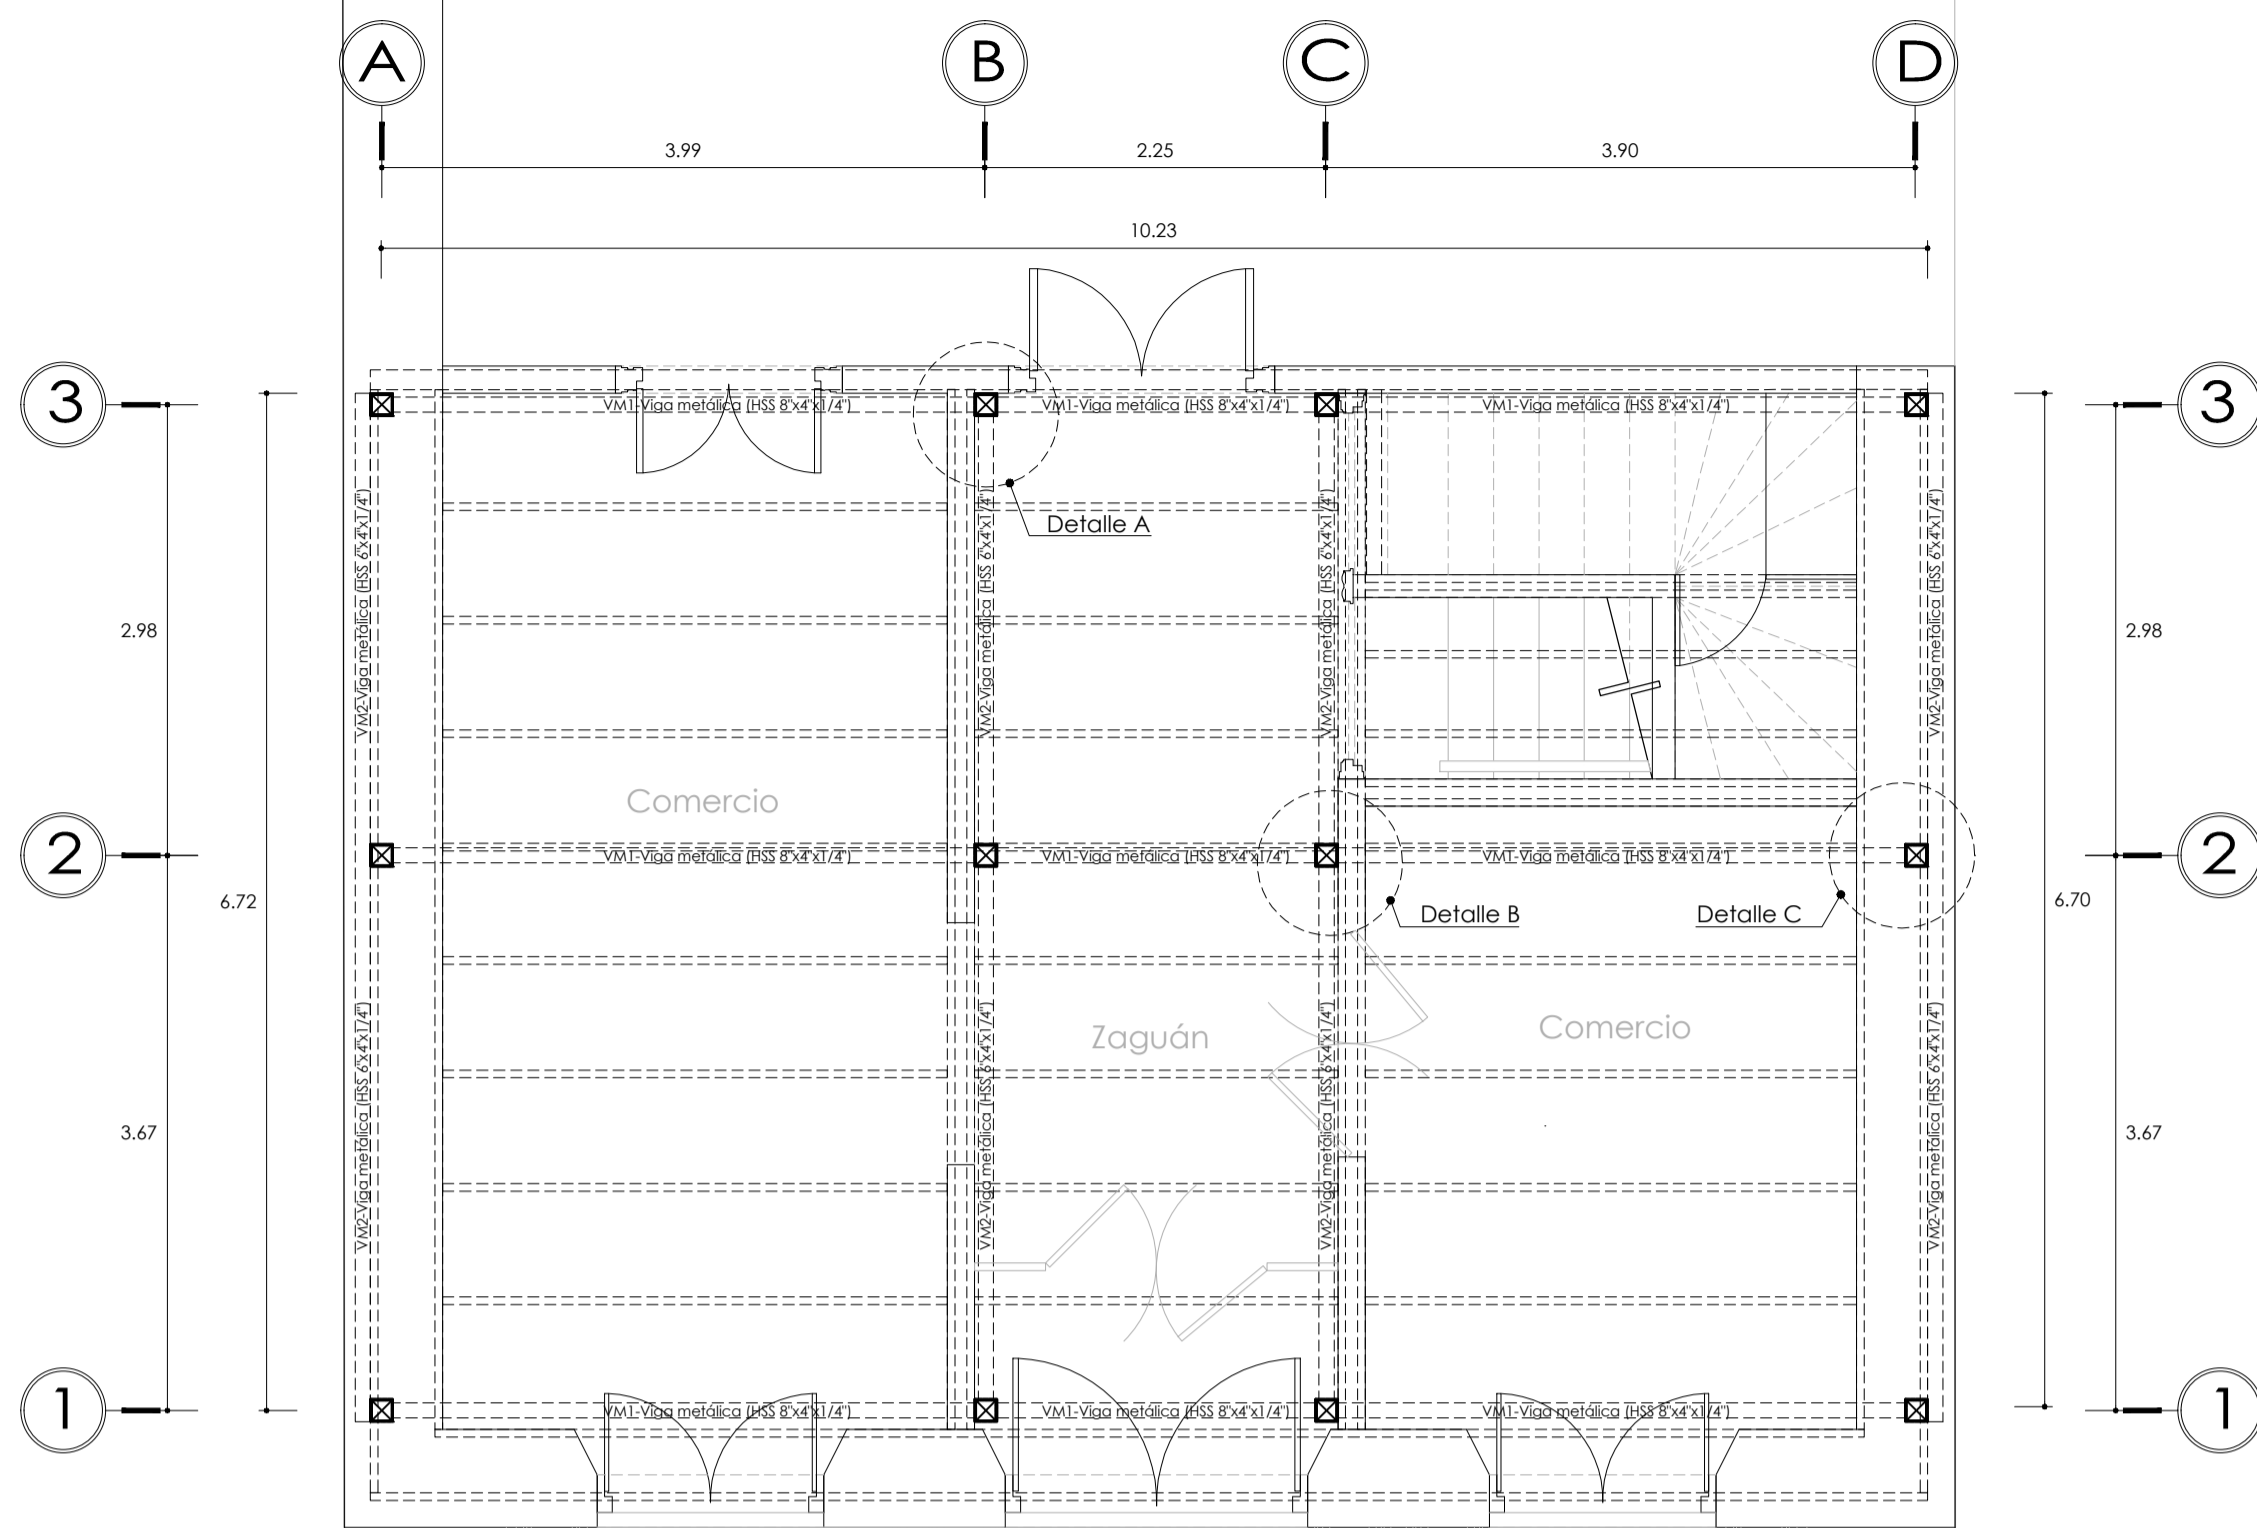 A B C D
3.99 2.25 3.90
10.23
3 3
VM1-Viga metálica (HSS 8"x4"x1/4") VM1-Viga metálica (HSS 8"x4"x1/4") VM1-Viga metálica (HSS 8"x4"x1/4")
VM2-Viga metálica (HSS 6"x4"x1/4")
VM2-Viga metálica (HSS 6"x4"x1/4")
VM2-Viga metálica (HSS 6"x4"x1/4")
VM2-Viga metálica (HSS 6"x4"x1/4")
Detalle A
2.98 2.98
Comercio
2 2
VM1-Viga metálica (HSS 8"x4"x1/4") VM1-Viga metálica (HSS 8"x4"x1/4") VM1-Viga metálica (HSS 8"x4"x1/4")
6.72 6.70
Detalle B Detalle C
Zaguán Comercio
VM2-Viga metálica (HSS 6"x4"x1/4")
VM2-Viga metálica (HSS 6"x4"x1/4")
VM2-Viga metálica (HSS 6"x4"x1/4")
VM2-Viga metálica (HSS 6"x4"x1/4")
3.67 3.67
1 1
VM1-Viga metálica (HSS 8"x4"x1/4") VM1-Viga metálica (HSS 8"x4"x1/4") VM1-Viga metálica (HSS 8"x4"x1/4")